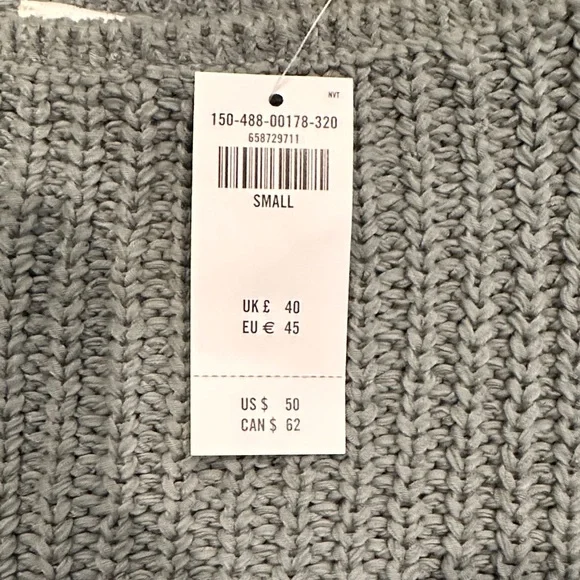 NVT
150-488-00178-320
658729711
SMALL
UK £ 40
EU € 45
US $ 50
CAN $ 62